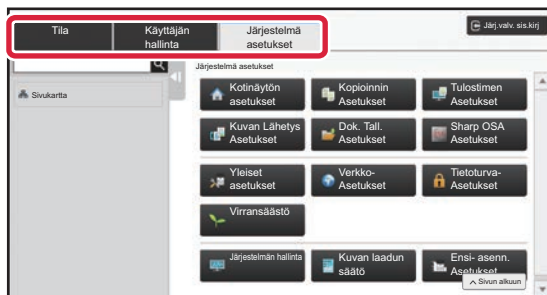 Tila
Käyttäjän
hallinta
Järjestelmä
asetukset
Järj.valv. sis.kirj
Järjestelmä asetukset
Sivukartta
Kotinäytön
asetukset
Kopioinnin
Asetukset
Tulostimen
Asetukset
Kuvan Lähetys
Asetukset
Dok. Tall.
Asetukset
Sharp OSA
Asetukset
Yleiset
asetukset
Verkko-
Asetukset
Tietoturva-
Asetukset
Virransäästö
Järjestelmän hallinta
Kuvan laadun
säätö
Ensi- asenn.
Asetukset
Sivun alkuun